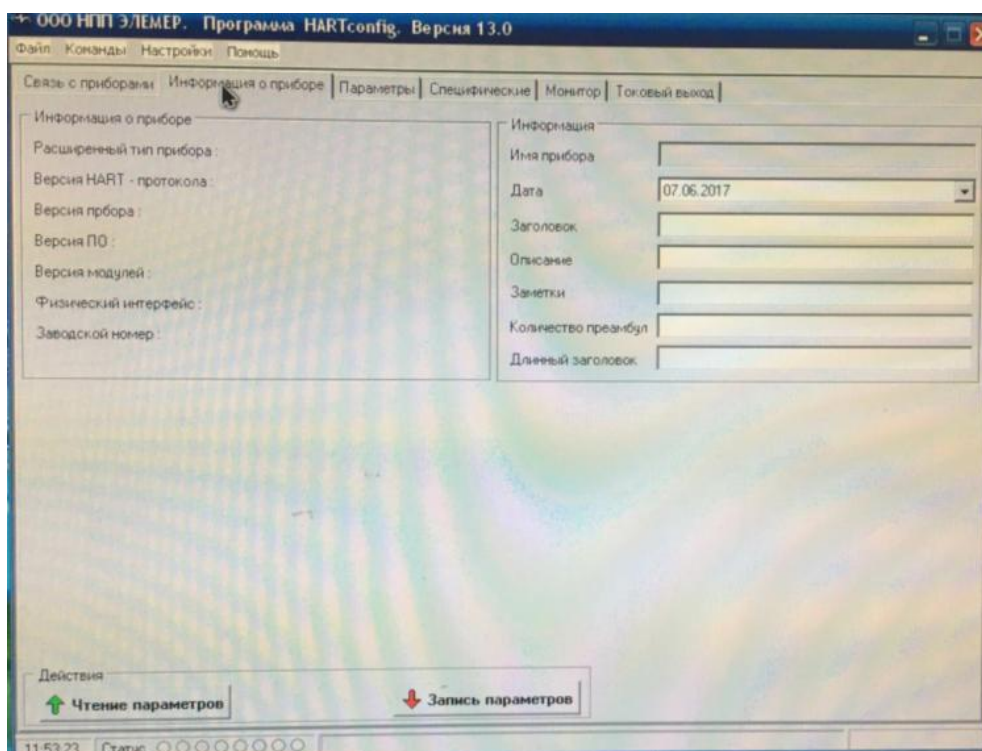 ООО НПП ЭЛЕМЕР. Программа HARTconfig. Версия 13.0
Файл Команды Настройки Помощь
Связь с приборами Информация о приборе Параметры Специфические Монитор Токовый выход
Информация о приборе
Расширенный тип прибора :
Версия HART - протокола :
Версия прбора :
Версия ПО :
Версия модулей :
Физический интерфейс :
Заводской номер :
Информация
Имя прибора
Дата 07.06.2017
Заголовок
Описание
Заметки
Количество преамбул
Длинный заголовок
Действия
Чтение параметров Запись параметров
11:53:23 Статус